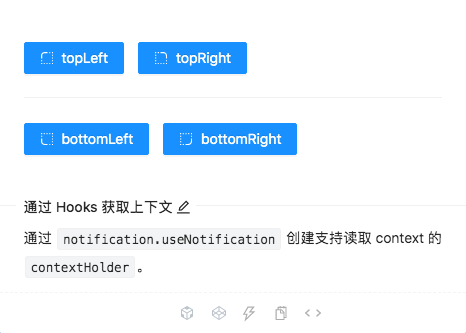 topLeft
topRight
bottomLeft
bottomRight
通过 Hooks 获取上下文
通过 notification.useNotification 创建支持读取 context 的
contextHolder 。